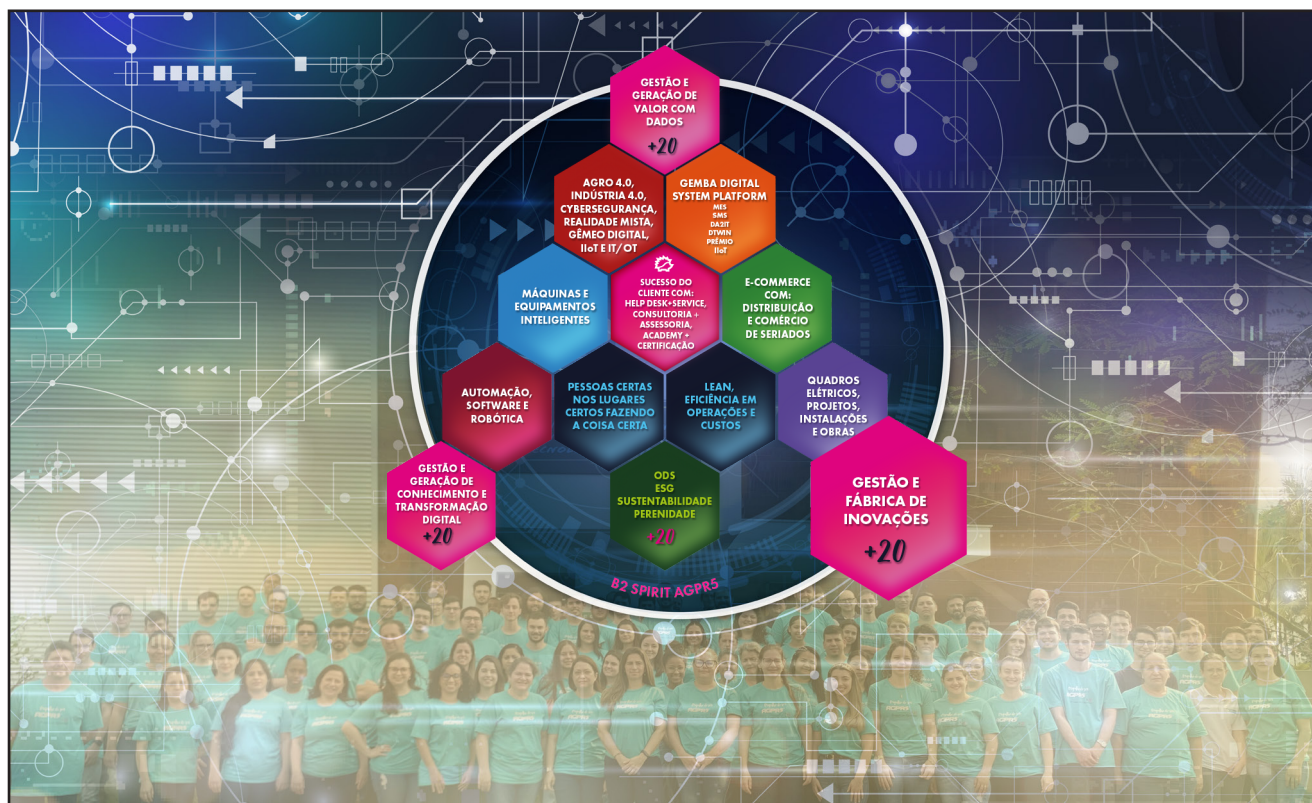 GESTÃO E
GERAÇÃO DE
VALOR COM
DADOS
+20
AGRO 4.0,
INDÚSTRIA 4.0,
CYBERSEGURANÇA,
REALIDADE MISTA,
GÊMEO DIGITAL,
IIoT E IT/OT
GEMBA DIGITAL
SYSTEM PLATFORM
MES
SMS
DA2IT
DTWIN
PRÊMIO
IIoT
MÁQUINAS E
EQUIPAMENTOS
INTELIGENTES
SUCESSO DO
CLIENTE COM:
HELP DESK+SERVICE,
CONSULTORIA +
ASSESSORIA,
ACADEMY +
CERTIFICAÇÃO
E-COMMERCE
COM:
DISTRIBUIÇÃO
E COMÉRCIO
DE SERIADOS
AUTOMAÇÃO,
SOFTWARE E
ROBÓTICA
PESSOAS CERTAS
NOS LUGARES
CERTOS FAZENDO
A COISA CERTA
LEAN,
EFICIÊNCIA EM
OPERAÇÕES E
CUSTOS
QUADROS
ELÉTRICOS,
PROJETOS,
INSTALAÇÕES
E OBRAS
GESTÃO E
GERAÇÃO DE
CONHECIMENTO E
TRANSFORMAÇÃO
DIGITAL
+20
ODS
ESG
SUSTENTABILIDADE
PERENIDADE
+20
GESTÃO E
FÁBRICA DE
INOVAÇÕES
+20
B2 SPIRIT AGPR5